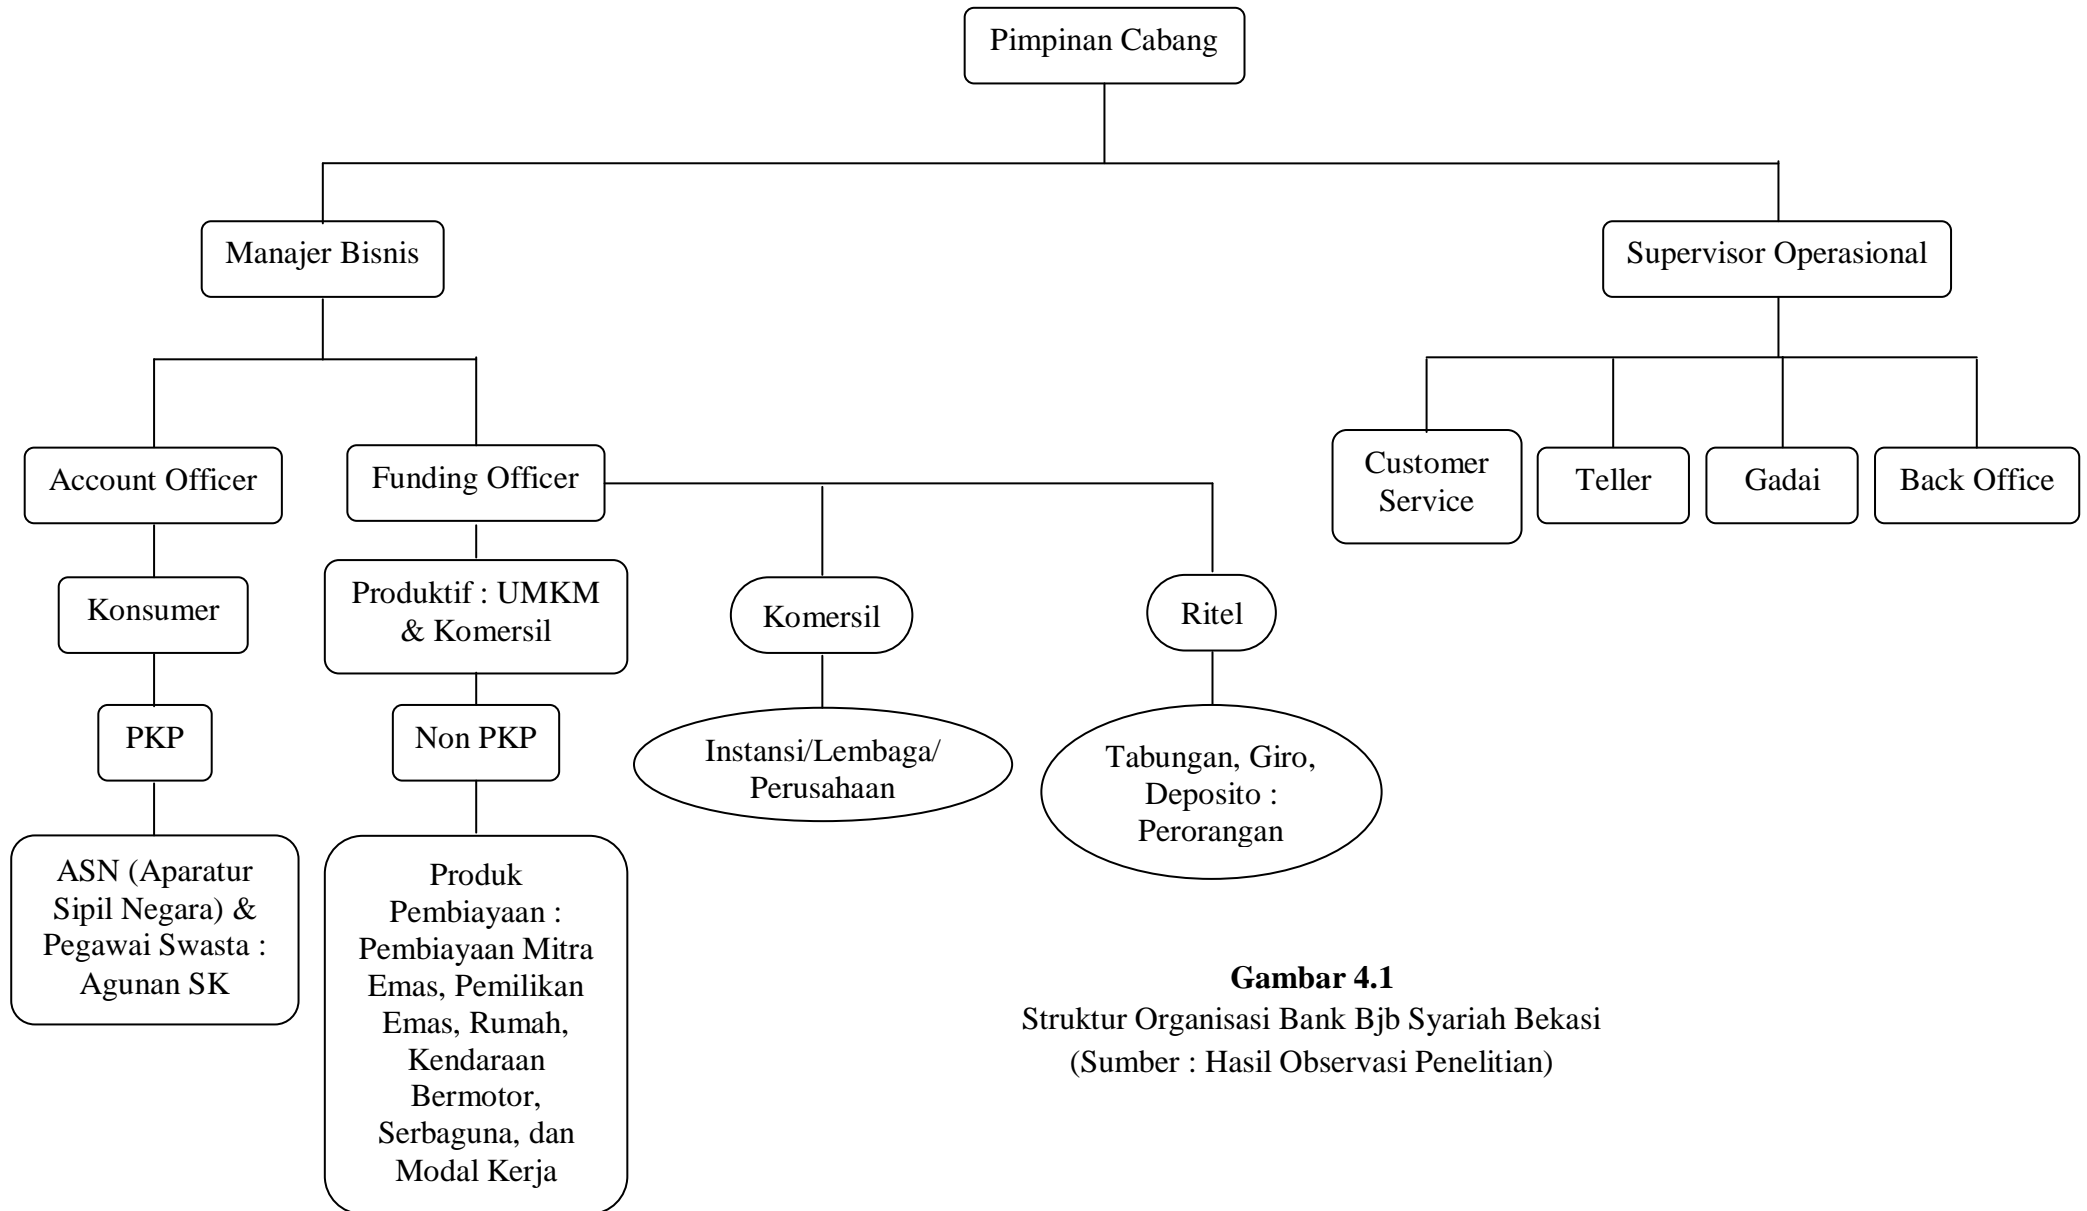 Pimpinan Cabang
Manajer Bisnis
Supervisor Operasional
Account Officer
Funding Officer
Customer
Service
Teller
Gadai
Back Office
Konsumer
Produktif : UMKM
& Komersil
Komersil
Ritel
PKP
Non PKP
Instansi/Lembaga/
Perusahaan
Tabungan, Giro,
Deposito :
Perorangan
ASN (Aparatur
Sipil Negara) &
Pegawai Swasta :
Agunan SK
Produk
Pembiayaan :
Pembiayaan Mitra
Emas, Pemilikan
Emas, Rumah,
Kendaraan
Bermotor,
Serbaguna, dan
Modal Kerja
Gambar 4.1
Struktur Organisasi Bank Bjb Syariah Bekasi
(Sumber : Hasil Observasi Penelitian)